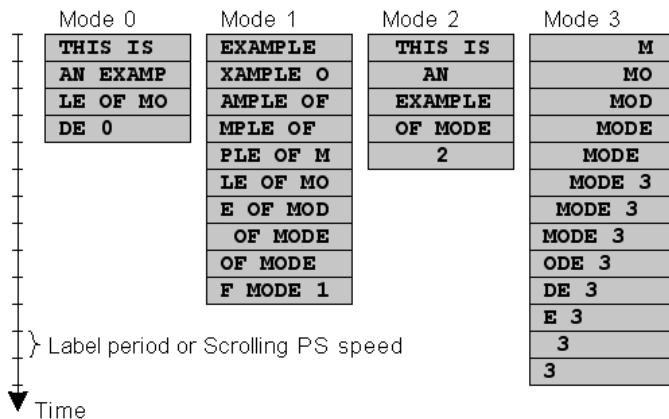 Mode 0
THIS IS
AN EXAMP
LE OF MO
DE 0
Mode 1
EXAMPLE
XAMPLE O
AMPLE OF
MPLE OF
PLE OF M
LE OF MO
E OF MOD
OF MODE
OF MODE
F MODE 1
Mode 2
THIS IS
AN
EXAMPLE
OF MODE
2
Mode 3
M
MO
MOD
MODE
MODE
MODE 3
MODE 3
MODE 3
ODE 3
DE 3
E 3
3
3
Label period or Scrolling PS speed
Time